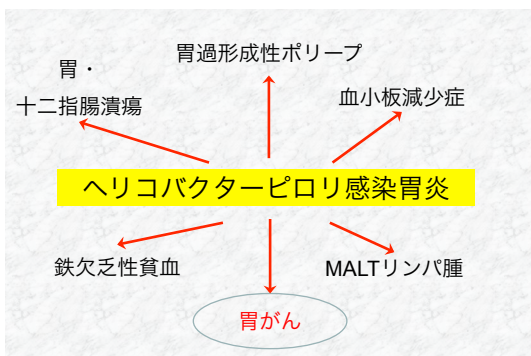 胃過形成性ポリープ
胃・
十二指腸潰瘍
血小板減少症
ヘリコバクターピロリ感染胃炎
鉄欠乏性貧血
MALTリンパ腫
胃がん